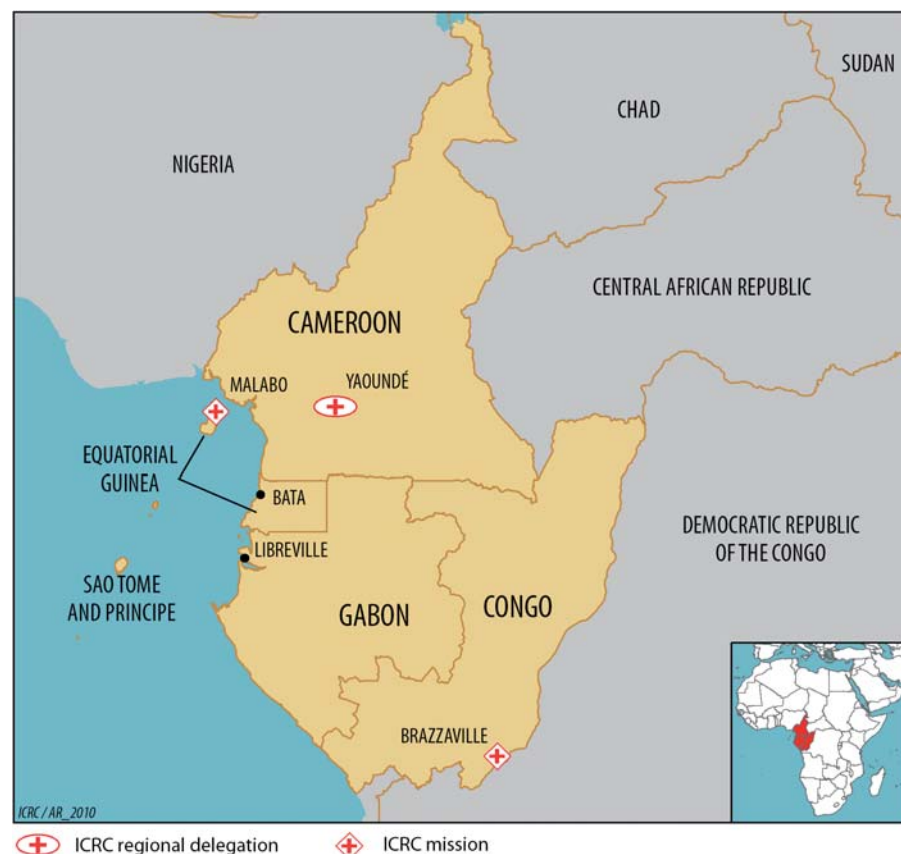 SUDAN
CHAD
NIGERIA
CENTRAL AFRICAN REPUBLIC
CAMEROON
MALABO
YAOUNDÉ
EQUATORIAL
GUINEA
BATA
DEMOCRATIC REPUBLIC
OF THE CONGO
LIBREVILLE
SAO TOME
AND PRINCIPE
GABON
CONGO
BRAZZAVILLE
ICRC / AR_2010
ICRC regional delegation
ICRC mission